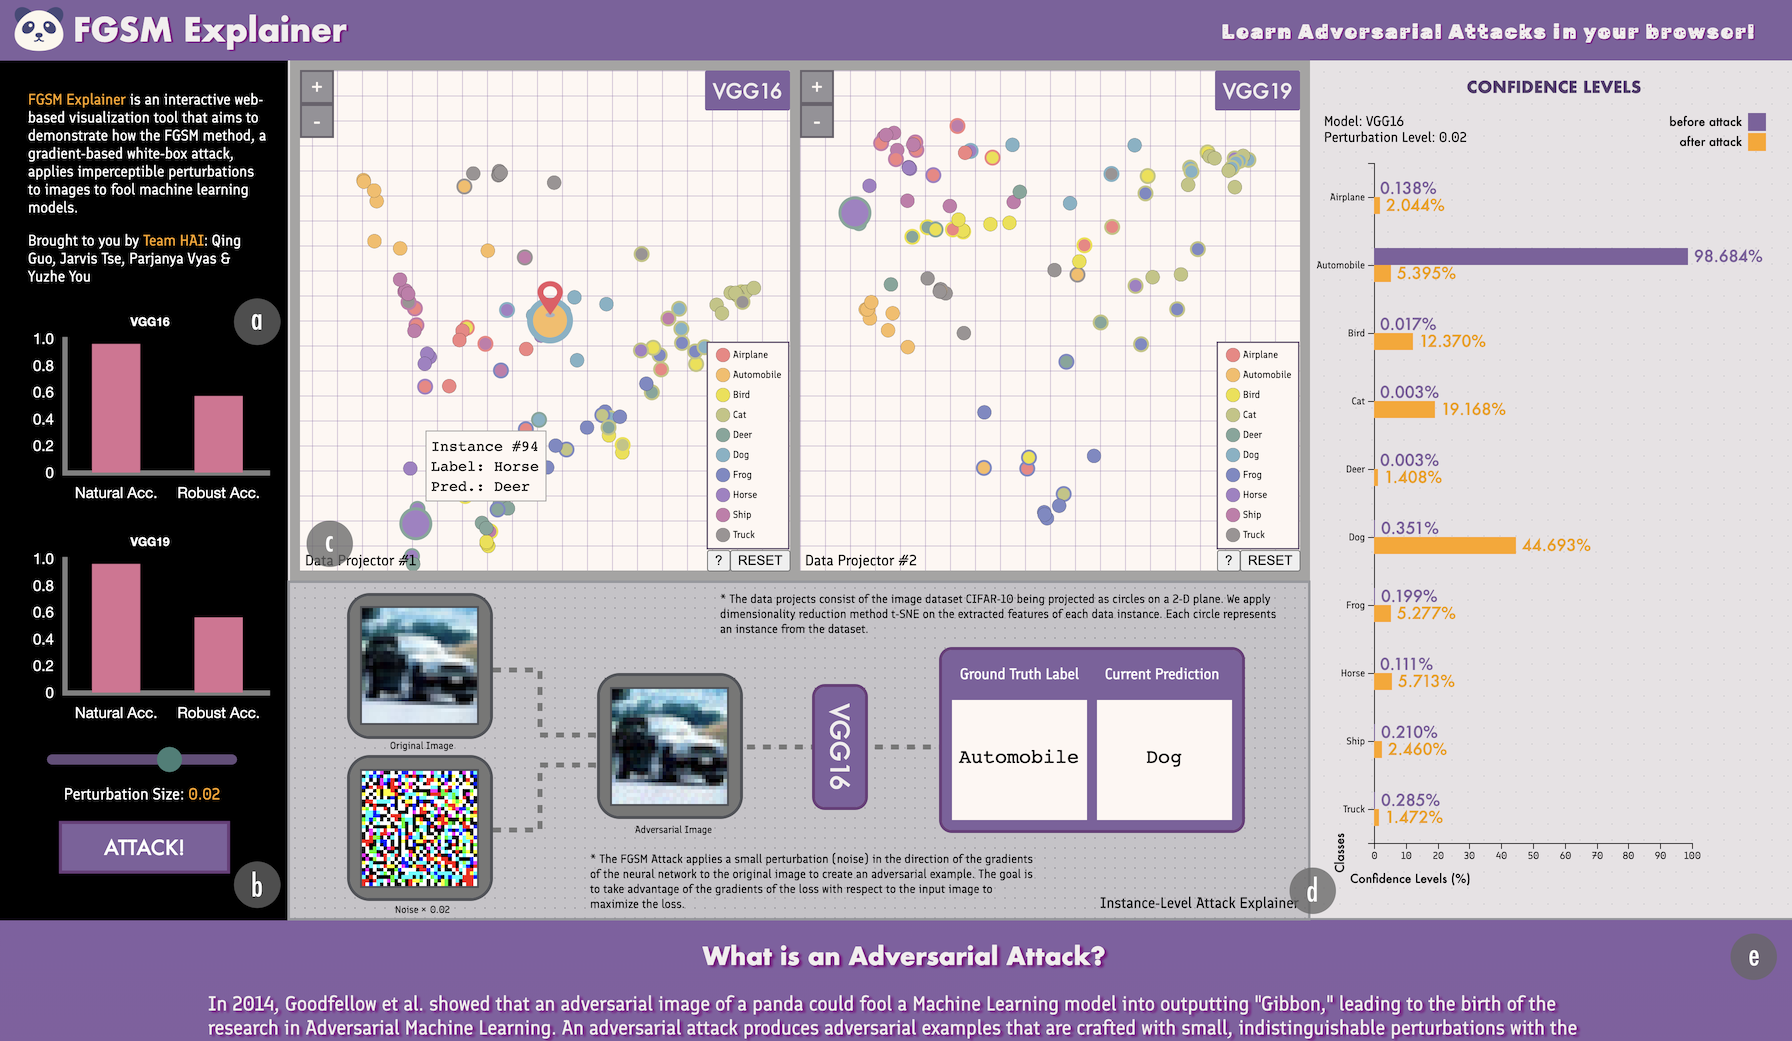 FGSM Explainer
Learn Adversarial Attacks in your browser!
FGSM Explainer is an interactive web-
based visualization tool that aims to
demonstrate how the FGSM method, a
gradient-based white-box attack,
applies imperceptible perturbations
to images to fool machine learning
models.
Brought to you by Team HAI: Qing
Guo, Jarvis Tse, Parjanya Vyas &
Yuzhe You
a
VGG16
1.0
0.8
0.6
0.4
0.2
0
Natural Acc.
Robust Acc.
VGG19
1.0
0.8
0.6
0.4
0.2
0
Natural Acc.
Robust Acc.
Perturbation Size: 0.02
ATTACK!
b
+
-
VGG16
Instance #94
Label: Horse
Pred.: Deer
Airplane
Automobile
Bird
Cat
Deer
Dog
Frog
Horse
Ship
Truck
c
Data Projector #1
?
RESET
+
-
VGG19
Airplane
Automobile
Bird
Cat
Deer
Dog
Frog
Horse
Ship
Truck
Data Projector #2
?
RESET
* The data projects consist of the image dataset CIFAR-10 being projected as circles on a 2-D plane. We apply
dimensionality reduction method t-SNE on the extracted features of each data instance. Each circle represents
an instance from the dataset.
Original Image
Noise × 0.02
Adversarial Image
VGG16
Ground Truth Label
Current Prediction
Automobile
Dog
* The FGSM Attack applies a small perturbation (noise) in the direction of the gradients
of the neural network to the original image to create an adversarial example. The goal is
to take advantage of the gradients of the loss with respect to the input image to
maximize the loss.
Instance-Level Attack Explainer
d
CONFIDENCE LEVELS
Model: VGG16
Perturbation Level: 0.02
before attack
after attack
Airplane
0.138%
2.044%
Automobile
98.684%
5.395%
Bird
0.017%
12.370%
Cat
0.003%
19.168%
Deer
0.003%
1.408%
Dog
0.351%
44.693%
Frog
0.199%
5.277%
Horse
0.111%
5.713%
Ship
0.210%
2.460%
Truck
0.285%
1.472%
Classes
0 10 20 30 40 50 60 70 80 90 100
Confidence Levels (%)
What is an Adversarial Attack?
e
In 2014, Goodfellow et al. showed that an adversarial image of a panda could fool a Machine Learning model into outputting "Gibbon," leading to the birth of the
research in Adversarial Machine Learning. An adversarial attack produces adversarial examples that are crafted with small, indistinguishable perturbations with the